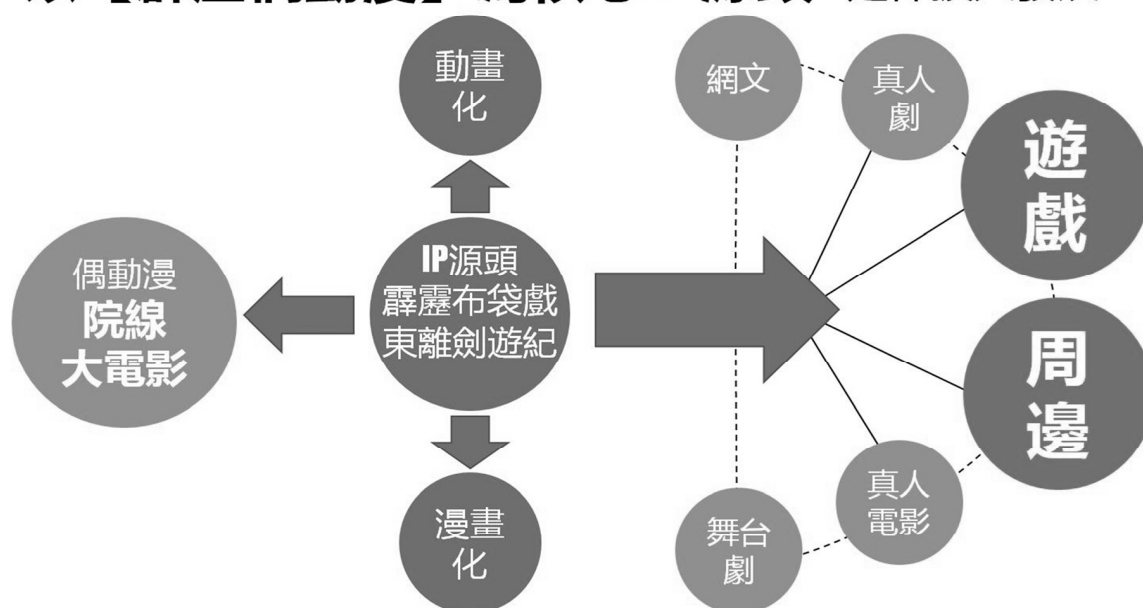 動畫
化
網文
真人
劇
遊
戲
IP源頭
霹靂布袋戲
東離劍遊紀
偶動漫
院線
大電影
周
邊
漫畫
化
真人
電影
舞台
劇